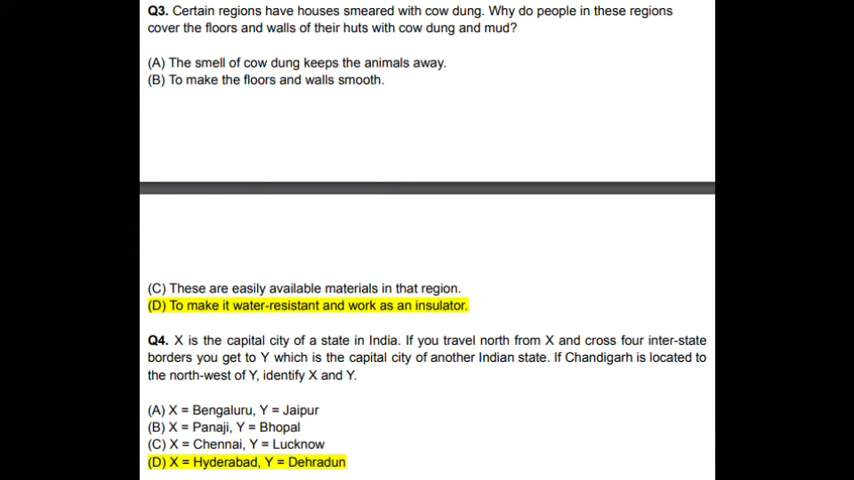 Q3. Certain regions have houses smeared with cow dung. Why do people in these regions
cover the floors and walls of their huts with cow dung and mud?
(A) The smell of cow dung keeps the animals away.
(B) To make the floors and walls smooth.
(C) These are easily available materials in that region.
(D) To make it water-resistant and work as an insulator.
Q4. X is the capital city of a state in India. If you travel north from X and cross four inter-state
borders you get to Y which is the capital city of another Indian state. If Chandigarh is located to
the north-west of Y, identify X and Y.
(A) X = Bengaluru, Y = Jaipur
(B) X = Panaji, Y = Bhopal
(C) X = Chennai, Y = Lucknow
(D) X = Hyderabad, Y = Dehradun